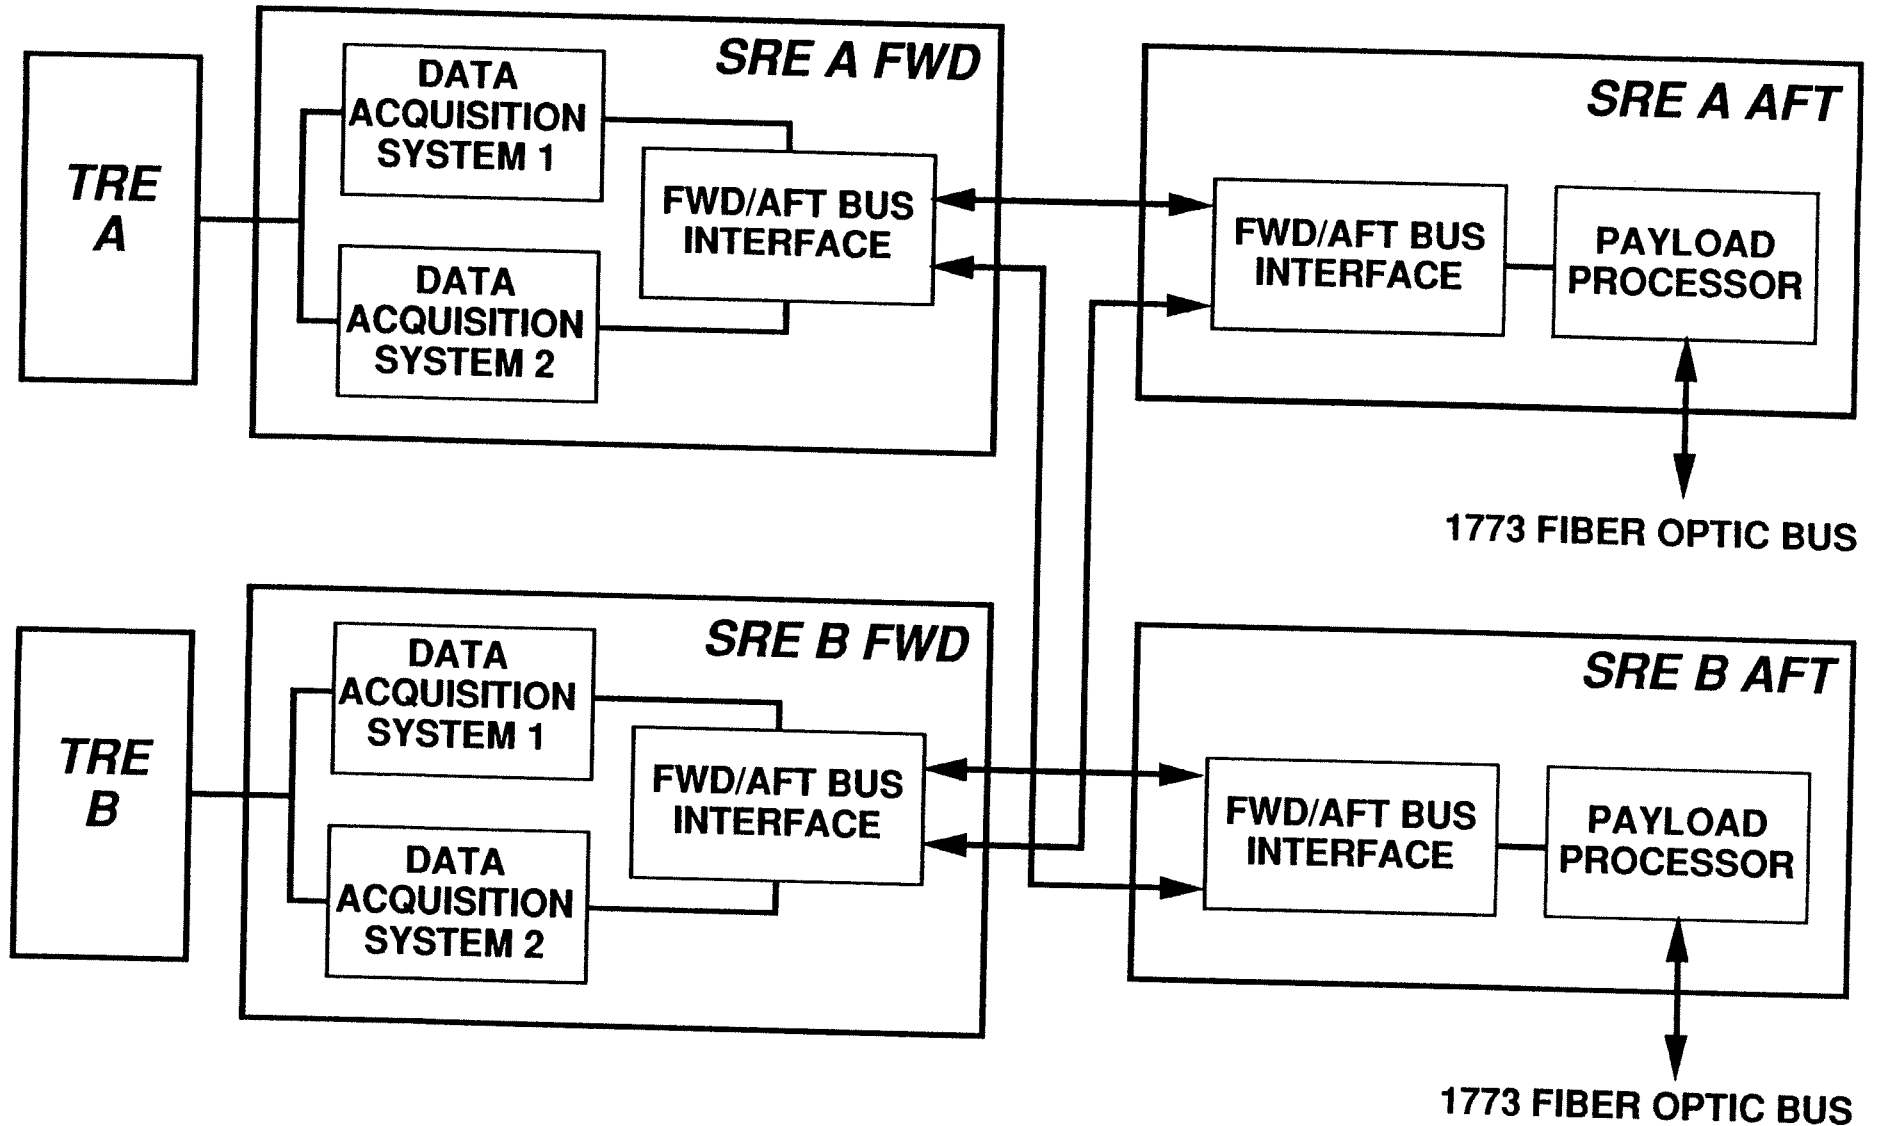 TRE
A
SRE A FWD
DATA
ACQUISITION
SYSTEM 1
DATA
ACQUISITION
SYSTEM 2
FWD/AFT BUS
INTERFACE
SRE A AFT
FWD/AFT BUS
INTERFACE
PAYLOAD
PROCESSOR
1773 FIBER OPTIC BUS
TRE
B
SRE B FWD
DATA
ACQUISITION
SYSTEM 1
DATA
ACQUISITION
SYSTEM 2
FWD/AFT BUS
INTERFACE
SRE B AFT
FWD/AFT BUS
INTERFACE
PAYLOAD
PROCESSOR
1773 FIBER OPTIC BUS